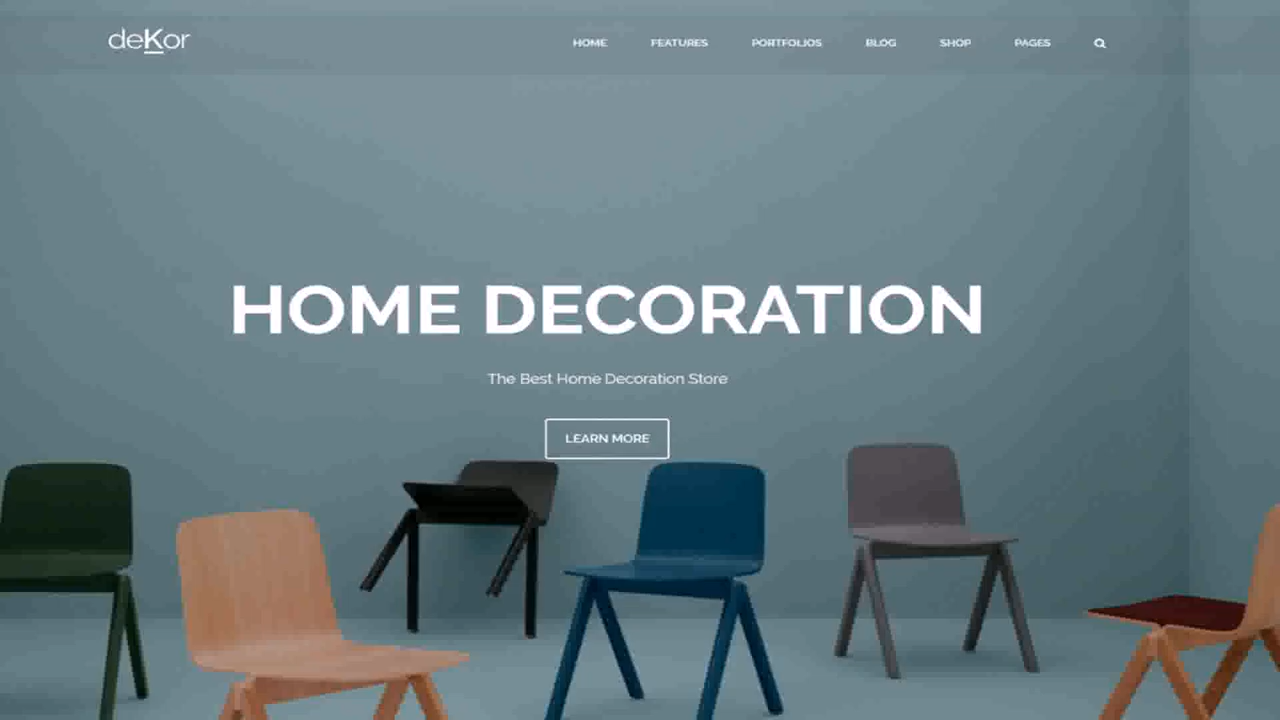 deKor
HOME FEATURES PORTFOLIOS BLOG SHOP PAGES
HOME DECORATION
The Best Home Decoration Store
LEARN MORE